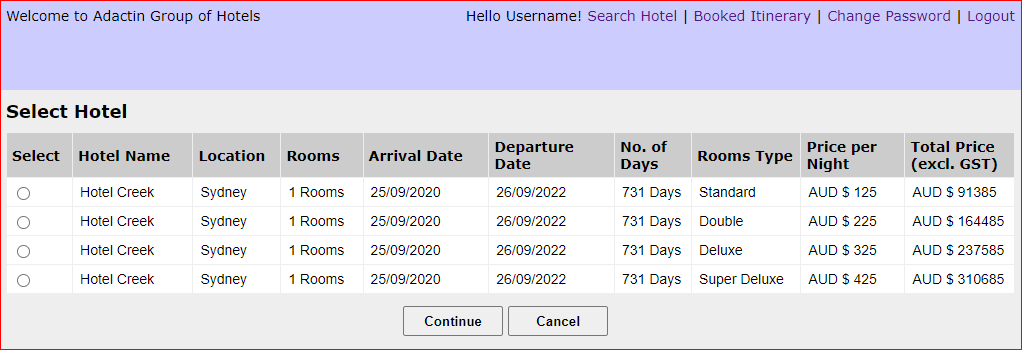 Welcome to Adactin Group of Hotels Hello Username! Search Hotel | Booked Itinerary | Change Password | Logout
Select Hotel
Select Hotel Name Location Rooms Arrival Date Departure Date No. of Days Rooms Type Price per Night Total Price (excl. GST)
Hotel Creek Sydney 1 Rooms 25/09/2020 26/09/2022 731 Days Standard AUD $ 125 AUD $ 91385
Hotel Creek Sydney 1 Rooms 25/09/2020 26/09/2022 731 Days Double AUD $ 225 AUD $ 164485
Hotel Creek Sydney 1 Rooms 25/09/2020 26/09/2022 731 Days Deluxe AUD $ 325 AUD $ 237585
Hotel Creek Sydney 1 Rooms 25/09/2020 26/09/2022 731 Days Super Deluxe AUD $ 425 AUD $ 310685
Continue Cancel